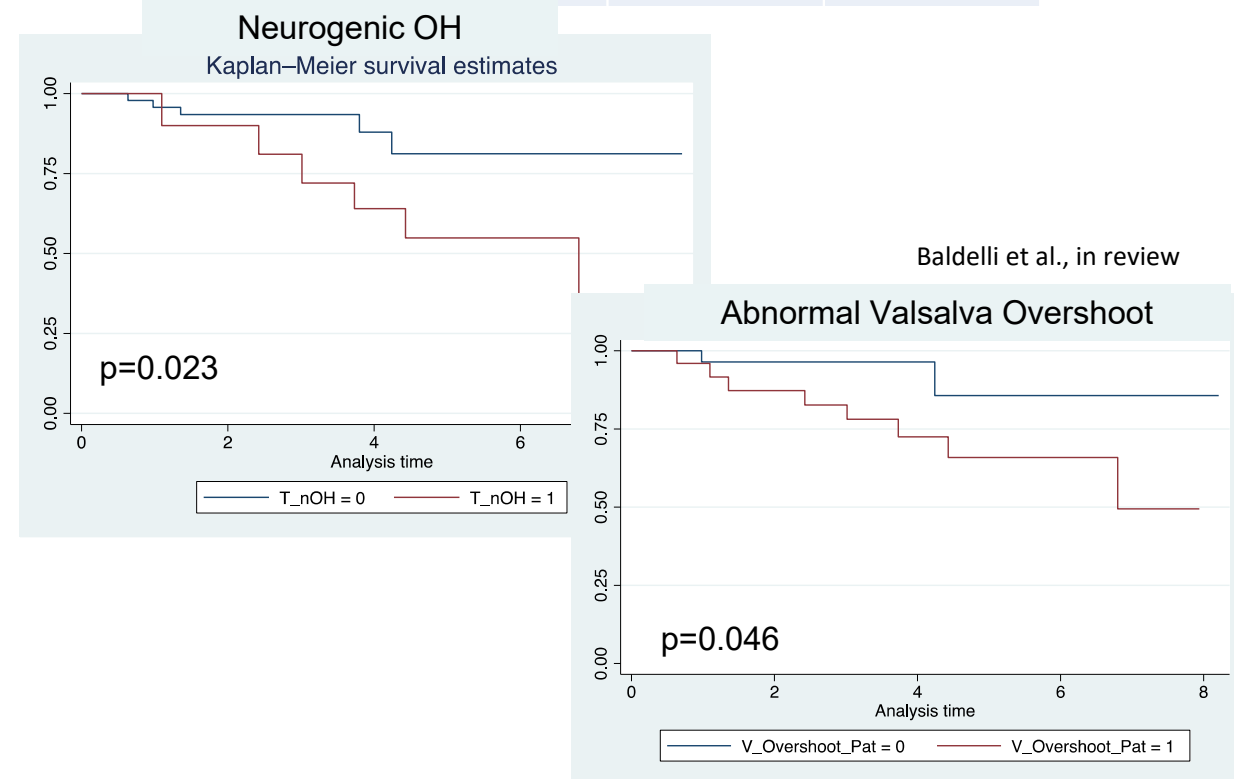 Neurogenic OH
Kaplan–Meier survival estimates
1.00
0.75
0.50
0.25
0.00
p=0.023
0 2 4 6
Analysis time
T_nOH = 0 T_nOH = 1
Baldelli et al., in review
Abnormal Valsalva Overshoot
1.00
0.75
0.50
0.25
0.00
p=0.046
0 2 4 6 8
Analysis time
V_Overshoot_Pat = 0 V_Overshoot_Pat = 1